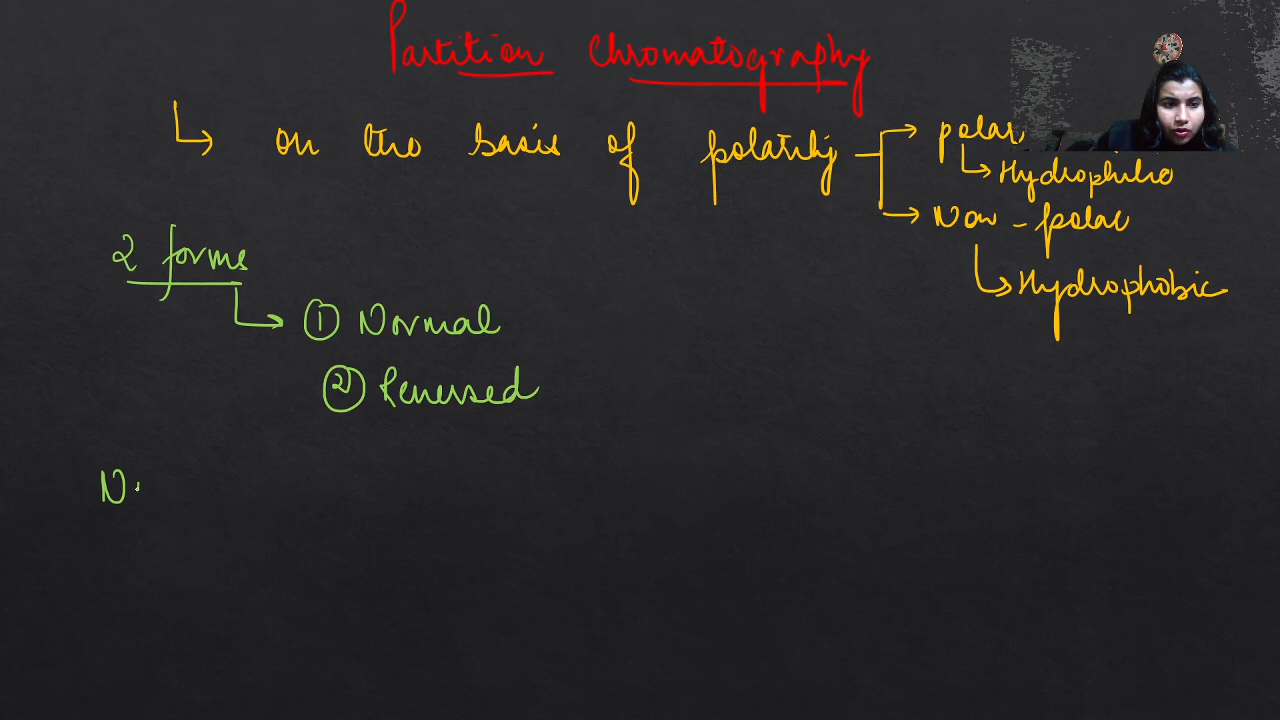 Partition Chromatography
↳ on the basis of polarity
→ polar
↳ Hydrophilic
→ Non - polar
↳ Hydrophobic
2 forms
↳ ① Normal
② Reversed
N